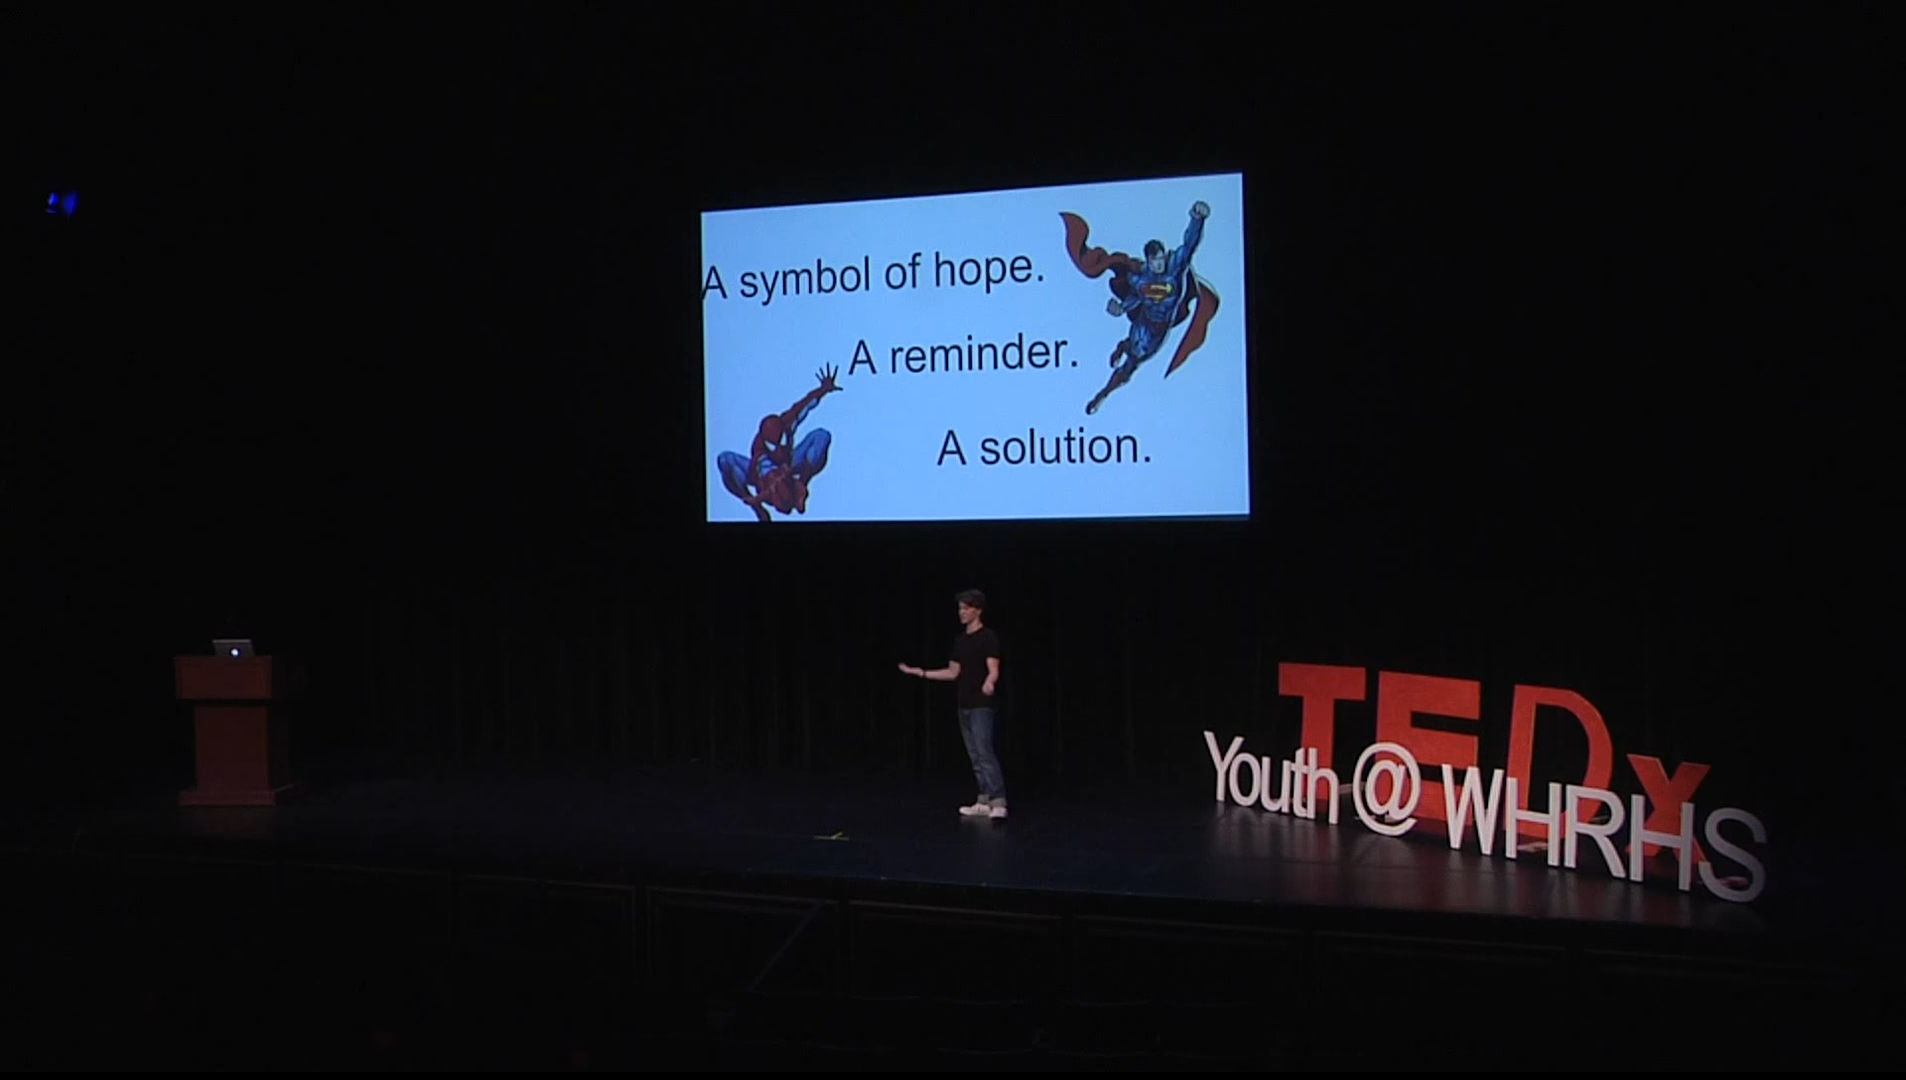 A symbol of hope.
A reminder.
A solution.
TEDx
Youth @ WHRHS